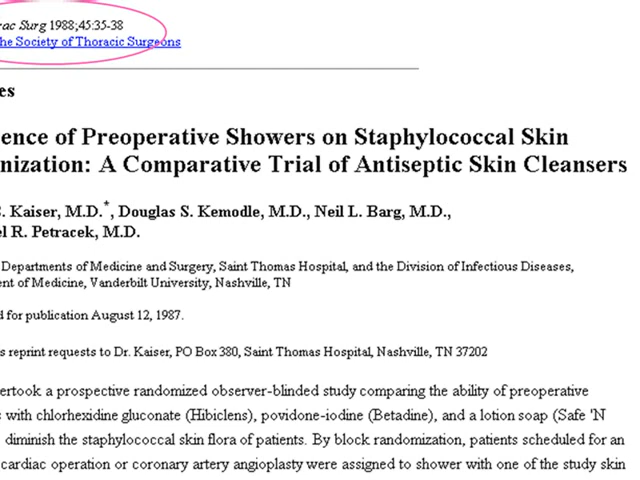 rac Surg 1988;45:35-38
he Society of Thoracic Surgeons
es
ence of Preoperative Showers on Staphylococcal Skin
nization: A Comparative Trial of Antiseptic Skin Cleansers
S. Kaiser, M.D.*, Douglas S. Kernodle, M.D., Neil L. Barg, M.D.,
el R. Petracek, M.D.
Departments of Medicine and Surgery, Saint Thomas Hospital, and the Division of Infectious Diseases,
ent of Medicine, Vanderbilt University, Nashville, TN
d for publication August 12, 1987.
s reprint requests to Dr. Kaiser, PO Box 380, Saint Thomas Hospital, Nashville, TN 37202
ertook a prospective randomized observer-blinded study comparing the ability of preoperative
s with chlorhexidine gluconate (Hibiclens), povidone-iodine (Betadine), and a lotion soap (Safe 'N
diminish the staphylococcal skin flora of patients. By block randomization, patients scheduled for an
cardiac operation or coronary artery angioplasty were assigned to shower with one of the study skin